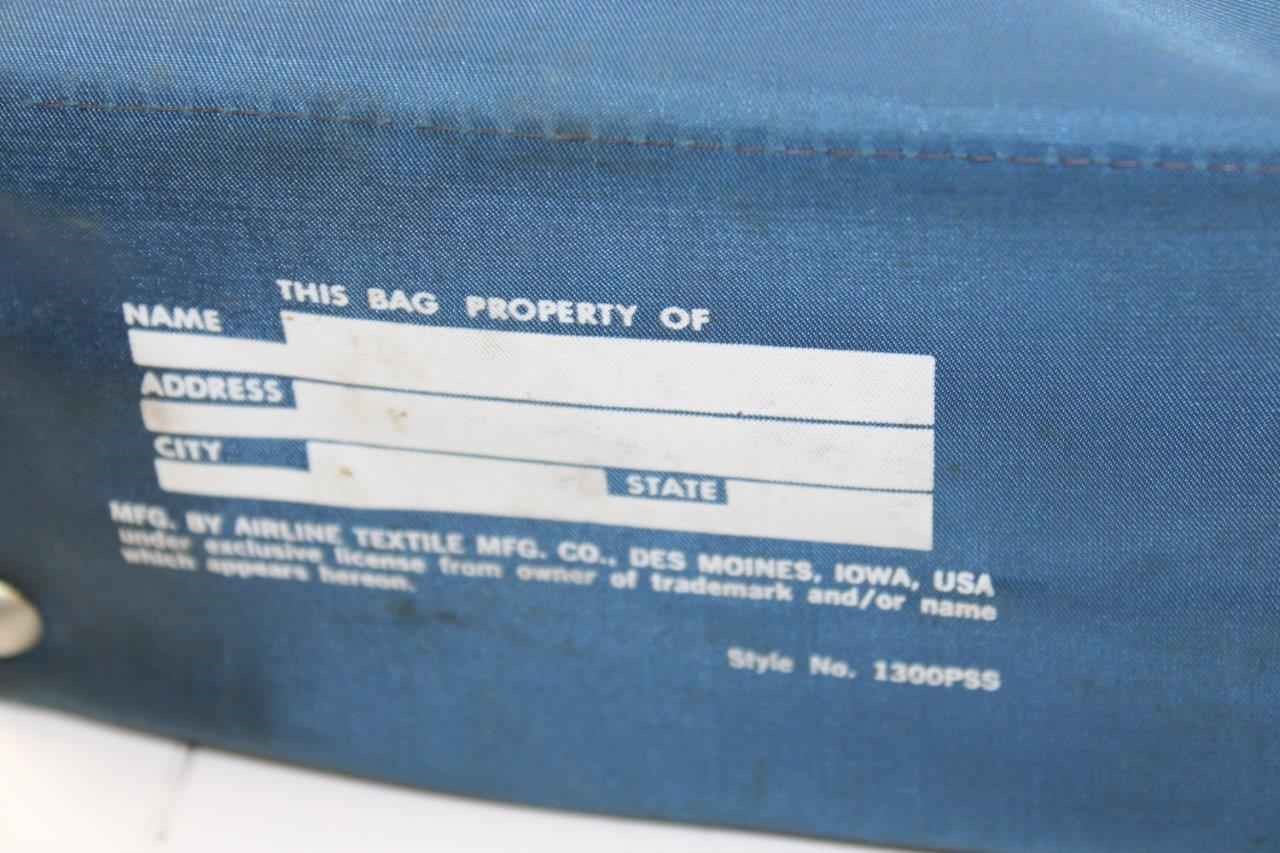 THIS BAG PROPERTY OF
NAME
ADDRESS
CITY
STATE
MFG. BY AIRLINE TEXTILE MFG. CO., DES MOINES, IOWA, USA
under exclusive license from owner of trademark and/or name
which appears hereon.
Style No. 1300PSS